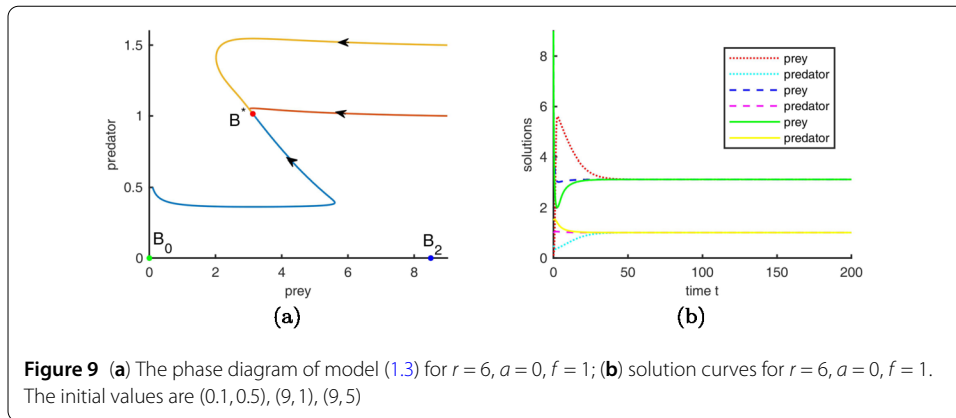 1.5
1
0.5
0
predator
B*
B0
B2
0
2
4
6
8
prey
(a)
8
6
4
2
0
solutions
prey
predator
prey
predator
prey
predator
0
50
100
150
200
time t
(b)
Figure 9 (a) The phase diagram of model (1.3) for r = 6, a = 0, f = 1; (b) solution curves for r = 6, a = 0, f = 1.
The initial values are (0.1, 0.5), (9, 1), (9, 5)